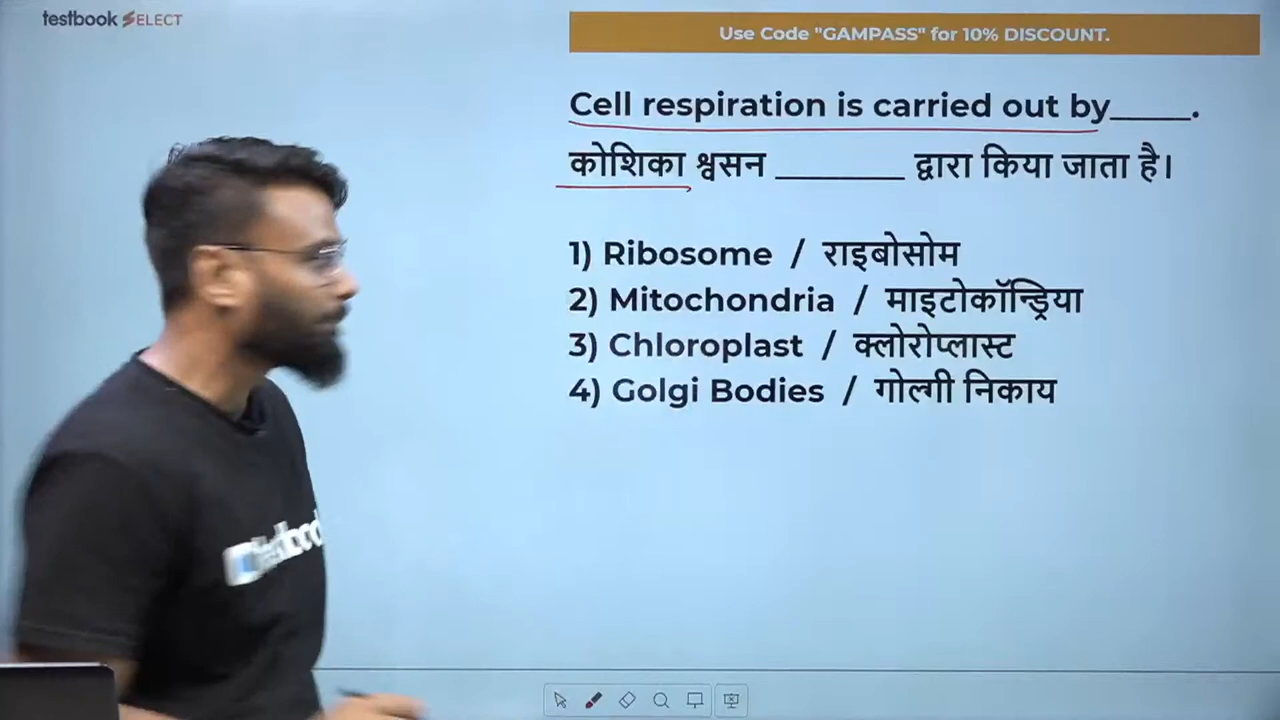 testbook SELECT
Use Code "GAMPASS" for 10% DISCOUNT.
Cell respiration is carried out by_____.
कोशिका श्वसन ________ द्वारा किया जाता है।
1) Ribosome / राइबोसोम
2) Mitochondria / माइटोकॉन्ड्रिया
3) Chloroplast / क्लोरोप्लास्ट
4) Golgi Bodies / गोल्गी निकाय